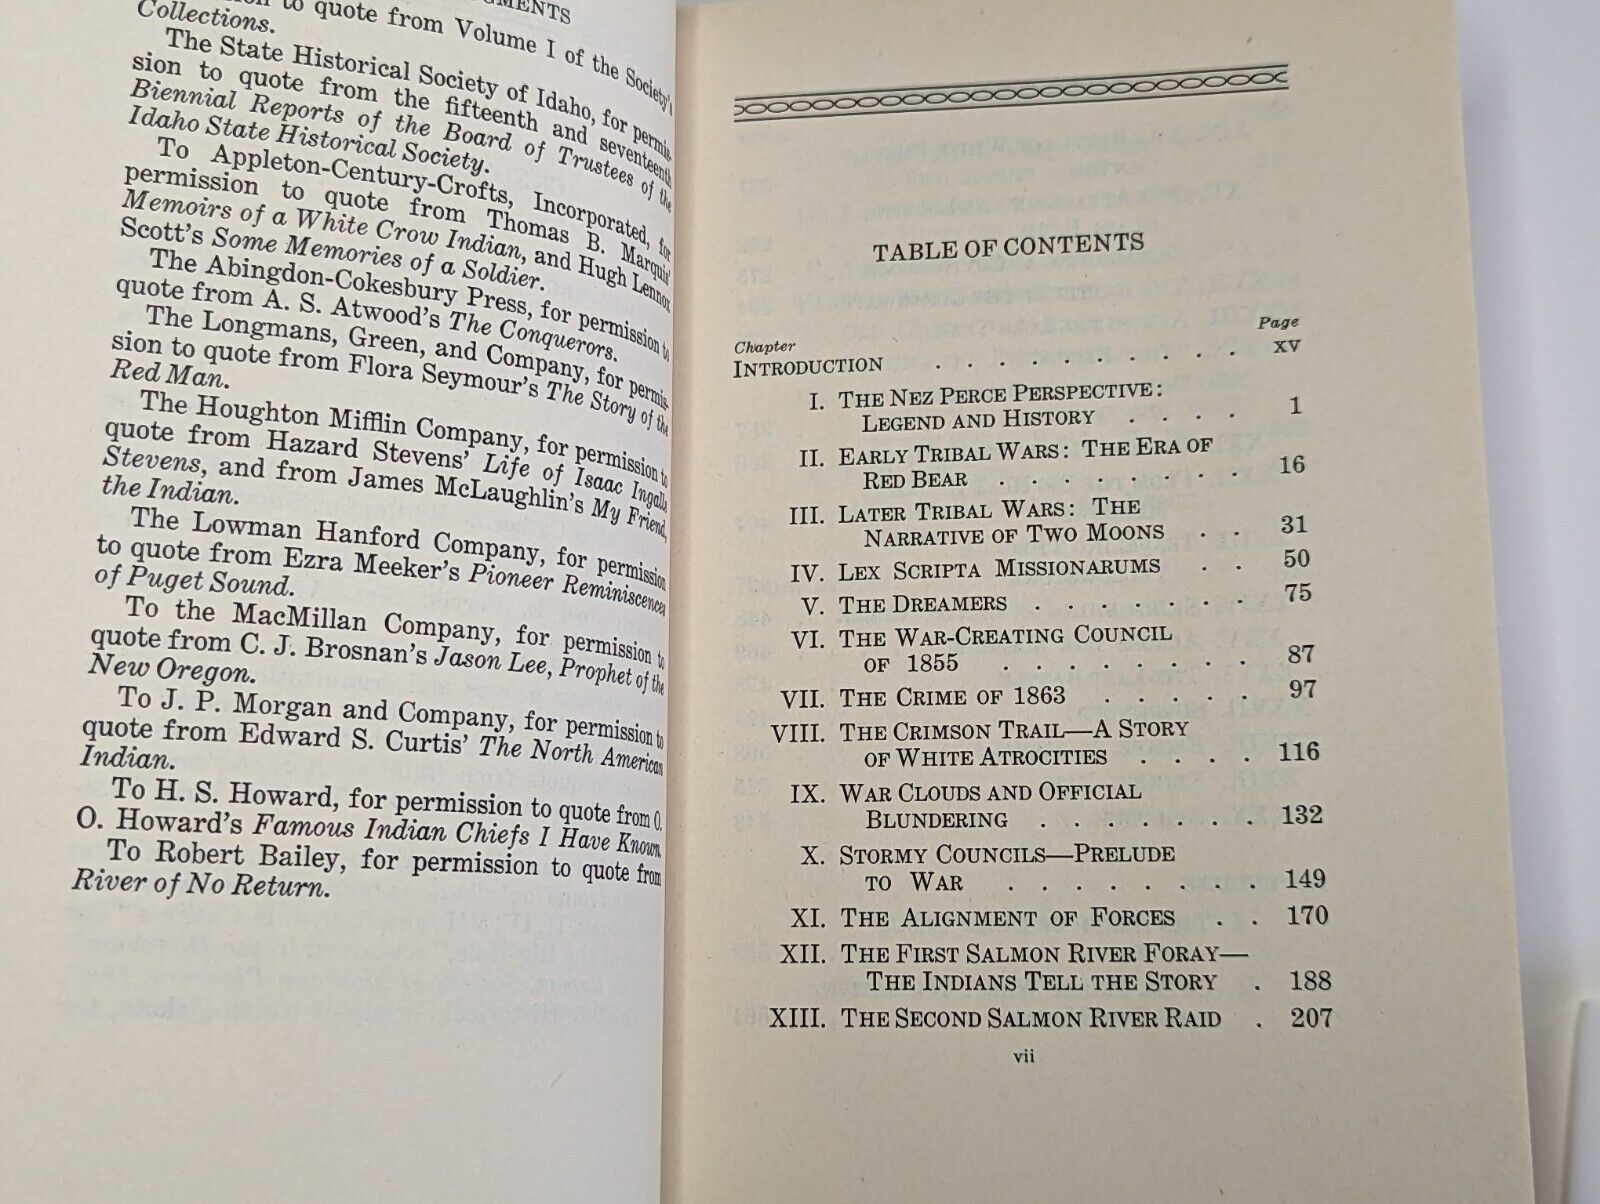 to quote from Volume I of the Society's
Collections.
The State Historical Society of Idaho, for permis-
sion to quote from the fifteenth and seventeenth
Biennial Reports of the Board of Trustees of the
Idaho State Historical Society.
To Appleton-Century-Crofts, Incorporated, for
permission to quote from Thomas B. Marquis'
Memoirs of a White Crow Indian, and Hugh Lennox
Scott's Some Memories of a Soldier.
The Abingdon-Cokesbury Press, for permission to
quote from A. S. Atwood's The Conquerors.
The Longmans, Green, and Company, for permis-
sion to quote from Flora Seymour's The Story of the
Red Man.
The Houghton Mifflin Company, for permission to
quote from Hazard Stevens' Life of Isaac Ingalls
Stevens, and from James McLaughlin's My Friend,
the Indian.
The Lowman Hanford Company, for permission
to quote from Ezra Meeker's Pioneer Reminiscences
of Puget Sound.
To the MacMillan Company, for permission to
quote from C. J. Brosnan's Jason Lee, Prophet of the
New Oregon.
To J. P. Morgan and Company, for permission to
quote from Edward S. Curtis' The North American
Indian.
To H. S. Howard, for permission to quote from O.
O. Howard's Famous Indian Chiefs I Have Known.
To Robert Bailey, for permission to quote from
River of No Return.
TABLE OF CONTENTS
Chapter Page
INTRODUCTION . . . . . . . . . XV
I. THE NEZ PERCE PERSPECTIVE:
LEGEND AND HISTORY . . . . 1
II. EARLY TRIBAL WARS: THE ERA OF
RED BEAR . . . . . . . 16
III. LATER TRIBAL WARS: THE
NARRATIVE OF TWO MOONS . . 31
IV. LEX SCRIPTA MISSIONARUMS . . 50
V. THE DREAMERS . . . . . . 75
VI. THE WAR-CREATING COUNCIL
OF 1855 . . . . . . . . 87
VII. THE CRIME OF 1863 . . . . . 97
VIII. THE CRIMSON TRAIL—A STORY
OF WHITE ATROCITIES . . . . 116
IX. WAR CLOUDS AND OFFICIAL
BLUNDERING . . . . . . . 132
X. STORMY COUNCILS—PRELUDE
TO WAR . . . . . . . . 149
XI. THE ALIGNMENT OF FORCES . . 170
XII. THE FIRST SALMON RIVER FORAY—
THE INDIANS TELL THE STORY . 188
XIII. THE SECOND SALMON RIVER RAID . 207
vii